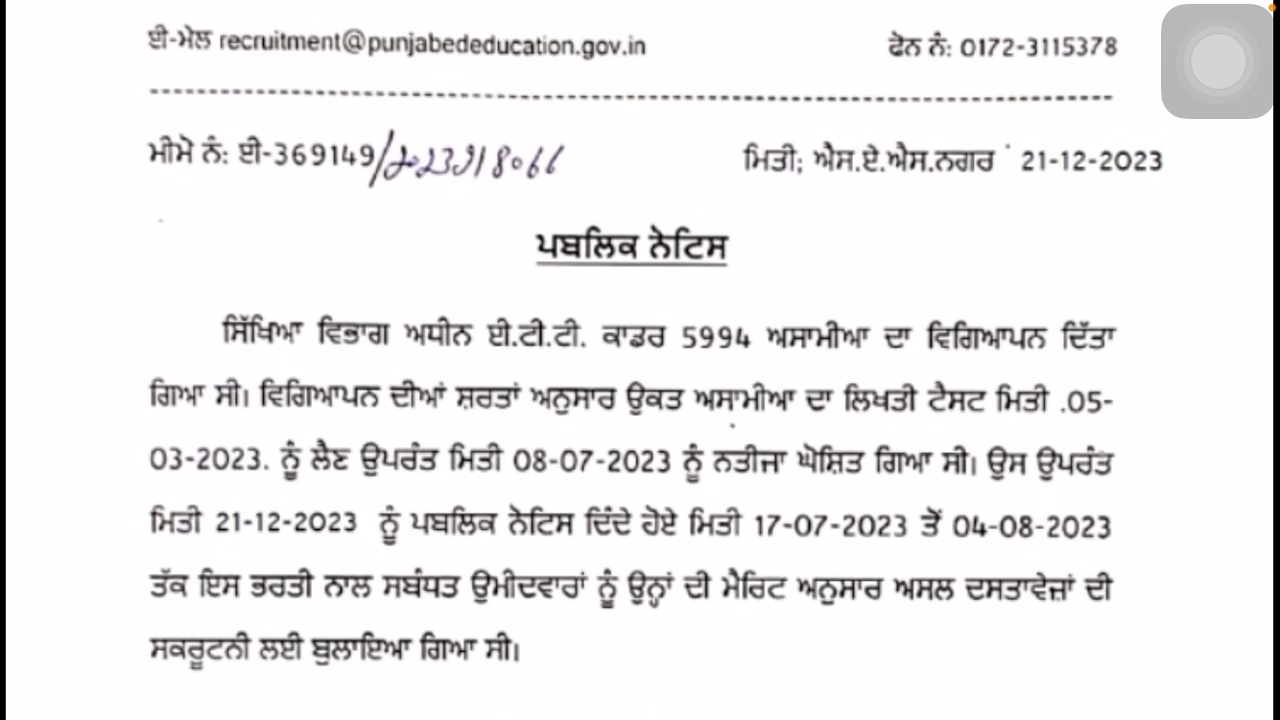 ਈ-ਮੇਲ recruitment@punjabededucation.gov.in ਫੋਨ ਨੰ: 0172-3115378
ਮੀਮੋ ਨੰ: ਈ-369149/2023918066 ਮਿਤੀ; ਐਸ.ਏ.ਐਸ.ਨਗਰ 21-12-2023
ਪਬਲਿਕ ਨੋਟਿਸ
ਸਿੱਖਿਆ ਵਿਭਾਗ ਅਧੀਨ ਈ.ਟੀ.ਟੀ. ਕਾਡਰ 5994 ਅਸਾਮੀਆ ਦਾ ਵਿਗਿਆਪਨ ਦਿੱਤਾ
ਗਿਆ ਸੀ। ਵਿਗਿਆਪਨ ਦੀਆਂ ਸ਼ਰਤਾਂ ਅਨੁਸਾਰ ਉਕਤ ਅਸਾਮੀਆ ਦਾ ਲਿਖਤੀ ਟੈਸਟ ਮਿਤੀ .05-
03-2023. ਨੂੰ ਲੈਣ ਉਪਰੰਤ ਮਿਤੀ 08-07-2023 ਨੂੰ ਨਤੀਜਾ ਘੋਸ਼ਿਤ ਗਿਆ ਸੀ। ਉਸ ਉਪਰੰਤ
ਮਿਤੀ 21-12-2023 ਨੂੰ ਪਬਲਿਕ ਨੋਟਿਸ ਦਿੰਦੇ ਹੋਏ ਮਿਤੀ 17-07-2023 ਤੋਂ 04-08-2023
ਤੱਕ ਇਸ ਭਰਤੀ ਨਾਲ ਸਬੰਧਤ ਉਮੀਦਵਾਰਾਂ ਨੂੰ ਉਨ੍ਹਾਂ ਦੀ ਮੈਰਿਟ ਅਨੁਸਾਰ ਅਸਲ ਦਸਤਾਵੇਜ਼ਾਂ ਦੀ
ਸਕਰੂਟਨੀ ਲਈ ਬੁਲਾਇਆ ਗਿਆ ਸੀ।